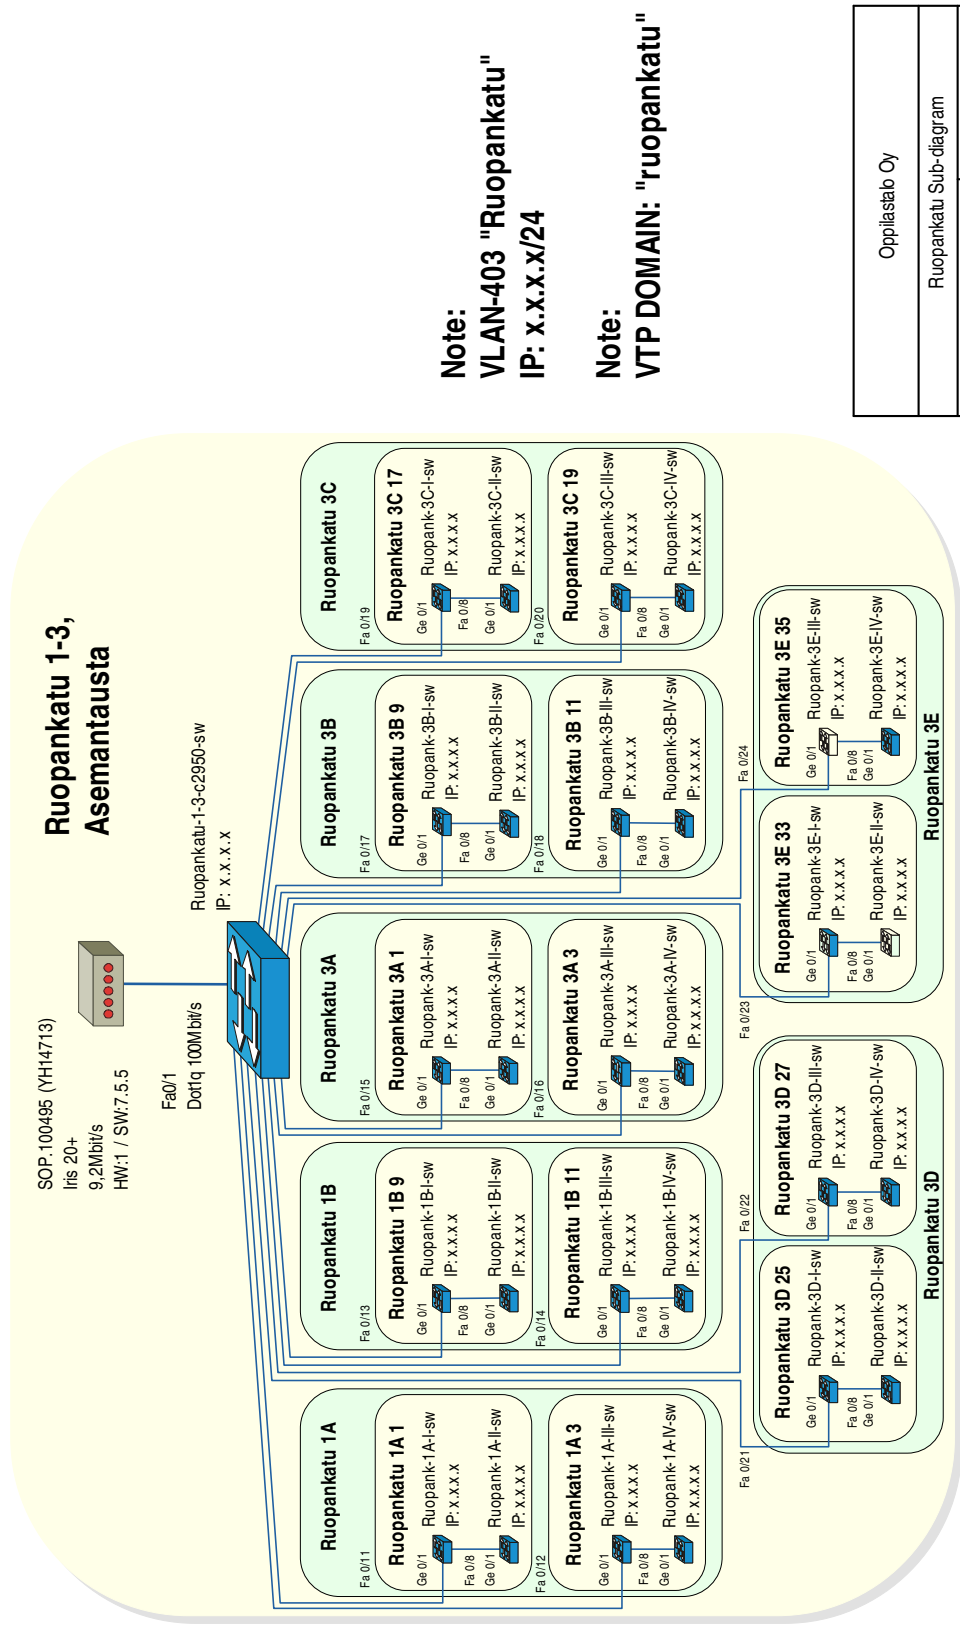 Ruopankatu 1-3,
Asemantausta
SOP.100495 (YH14713)
Iris 20+
9,2Mbit/s
HW:1 / SW:7.5.5
Fa0/1
Dot1q 100Mbit/s
Ruopankatu-1-3-c2950-sw
IP: x.x.x.x
Ruopankatu 1A
Fa 0/11
Ruopankatu 1A 1
Ge 0/1
Ruopank-1A-I-sw
IP: x.x.x.x
Fa 0/8
Ge 0/1
Ruopank-1A-II-sw
IP: x.x.x.x
Fa 0/12
Ruopankatu 1A 3
Ge 0/1
Ruopank-1A-III-sw
IP: x.x.x.x
Fa 0/8
Ge 0/1
Ruopank-1A-IV-sw
IP: x.x.x.x
Ruopankatu 1B
Fa 0/13
Ruopankatu 1B 9
Ge 0/1
Ruopank-1B-I-sw
IP: x.x.x.x
Fa 0/8
Ge 0/1
Ruopank-1B-II-sw
IP: x.x.x.x
Fa 0/14
Ruopankatu 1B 11
Ge 0/1
Ruopank-1B-III-sw
IP: x.x.x.x
Fa 0/8
Ge 0/1
Ruopank-1B-IV-sw
IP: x.x.x.x
Ruopankatu 3A
Fa 0/15
Ruopankatu 3A 1
Ge 0/1
Ruopank-3A-I-sw
IP: x.x.x.x
Fa 0/8
Ge 0/1
Ruopank-3A-II-sw
IP: x.x.x.x
Fa 0/16
Ruopankatu 3A 3
Ge 0/1
Ruopank-3A-III-sw
IP: x.x.x.x
Fa 0/8
Ge 0/1
Ruopank-3A-IV-sw
IP: x.x.x.x
Ruopankatu 3B
Fa 0/17
Ruopankatu 3B 9
Ge 0/1
Ruopank-3B-I-sw
IP: x.x.x.x
Fa 0/8
Ge 0/1
Ruopank-3B-II-sw
IP: x.x.x.x
Fa 0/18
Ruopankatu 3B 11
Ge 0/1
Ruopank-3B-III-sw
IP: x.x.x.x
Fa 0/8
Ge 0/1
Ruopank-3B-IV-sw
IP: x.x.x.x
Ruopankatu 3C
Fa 0/19
Ruopankatu 3C 17
Ge 0/1
Ruopank-3C-I-sw
IP: x.x.x.x
Fa 0/8
Ge 0/1
Ruopank-3C-II-sw
IP: x.x.x.x
Fa 0/20
Ruopankatu 3C 19
Ge 0/1
Ruopank-3C-III-sw
IP: x.x.x.x
Fa 0/8
Ge 0/1
Ruopank-3C-IV-sw
IP: x.x.x.x
Fa 0/21
Ruopankatu 3D 25
Ge 0/1
Ruopank-3D-I-sw
IP: x.x.x.x
Fa 0/8
Ge 0/1
Ruopank-3D-II-sw
IP: x.x.x.x
Fa 0/22
Ruopankatu 3D 27
Ge 0/1
Ruopank-3D-III-sw
IP: x.x.x.x
Fa 0/8
Ge 0/1
Ruopank-3D-IV-sw
IP: x.x.x.x
Ruopankatu 3D
Fa 0/23
Ruopankatu 3E 33
Ge 0/1
Ruopank-3E-I-sw
IP: x.x.x.x
Fa 0/8
Ge 0/1
Ruopank-3E-II-sw
IP: x.x.x.x
Fa 0/24
Ruopankatu 3E 35
Ge 0/1
Ruopank-3E-III-sw
IP: x.x.x.x
Fa 0/8
Ge 0/1
Ruopank-3E-IV-sw
IP: x.x.x.x
Ruopankatu 3E
Note:
VLAN-403 "Ruopankatu"
IP: x.x.x.x/24
Note:
VTP DOMAIN: "ruopankatu"
Oppilastalo Oy
Ruopankatu Sub-diagram